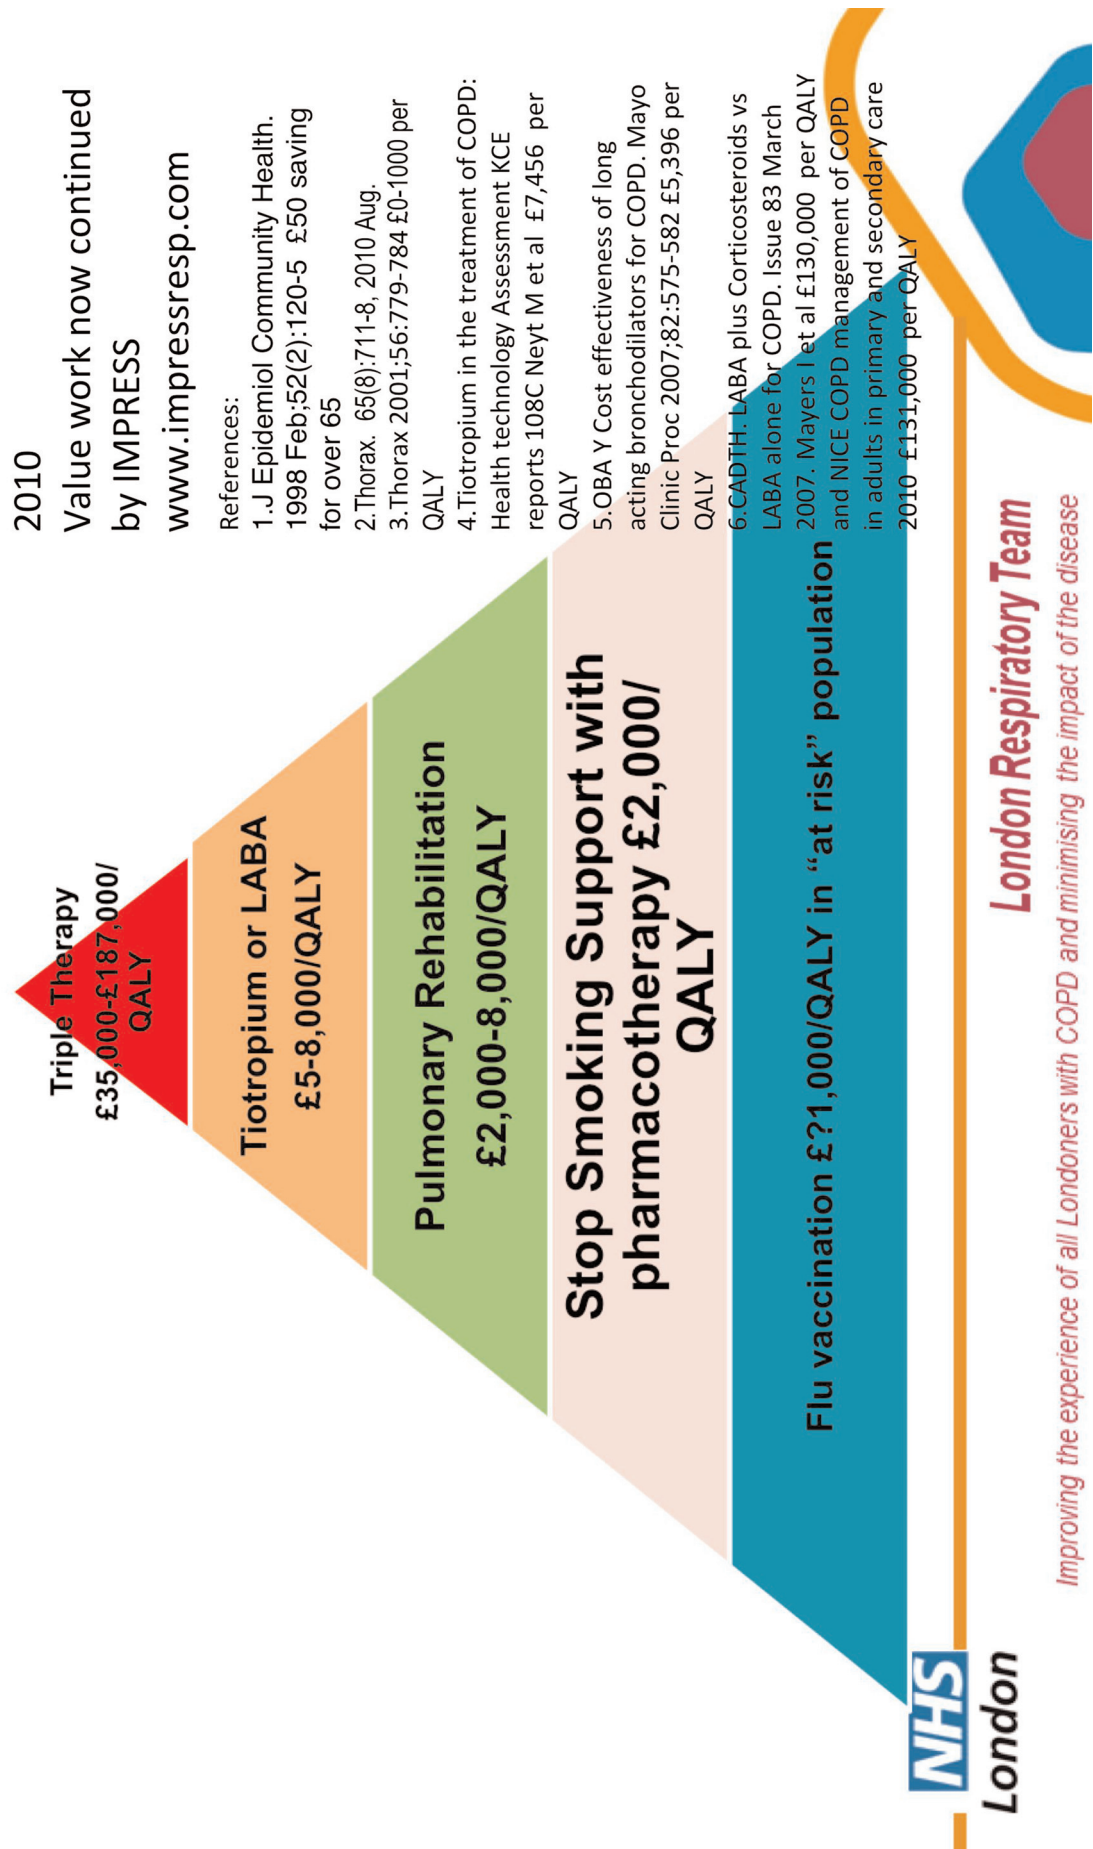 2010
Value work now continued
by IMPRESS
www.impressresp.com
References:
1.J Epidemiol Community Health.
1998 Feb;52(2):120-5  £50 saving
for over 65
2.Thorax.  65(8):711-8, 2010 Aug.
3.Thorax 2001;56:779-784 £0-1000 per
QALY
4.Tiotropium in the treatment of COPD:
Health technology Assessment KCE
reports 108C Neyt M et al  £7,456  per
QALY
5.OBA Y Cost effectiveness of long
acting bronchodilators for COPD. Mayo
Clinic Proc 2007;82:575-582 £5,396 per
QALY
6.CADTH. LABA plus Corticosteroids vs
LABA alone for COPD. Issue 83 March
2007. Mayers I et al £130,000  per QALY
and NICE COPD management of COPD
in adults in primary and secondary care
2010  £131,000  per QALY
Triple Therapy
£35,000-£187,000/
QALY
Tiotropium or LABA
£5-8,000/QALY
Pulmonary Rehabilitation
£2,000-8,000/QALY
Stop Smoking Support with
pharmacotherapy £2,000/
QALY
Flu vaccination £?1,000/QALY in “at risk” population
NHS
London
London Respiratory Team
Improving the experience of all Londoners with COPD and minimising the impact of the disease